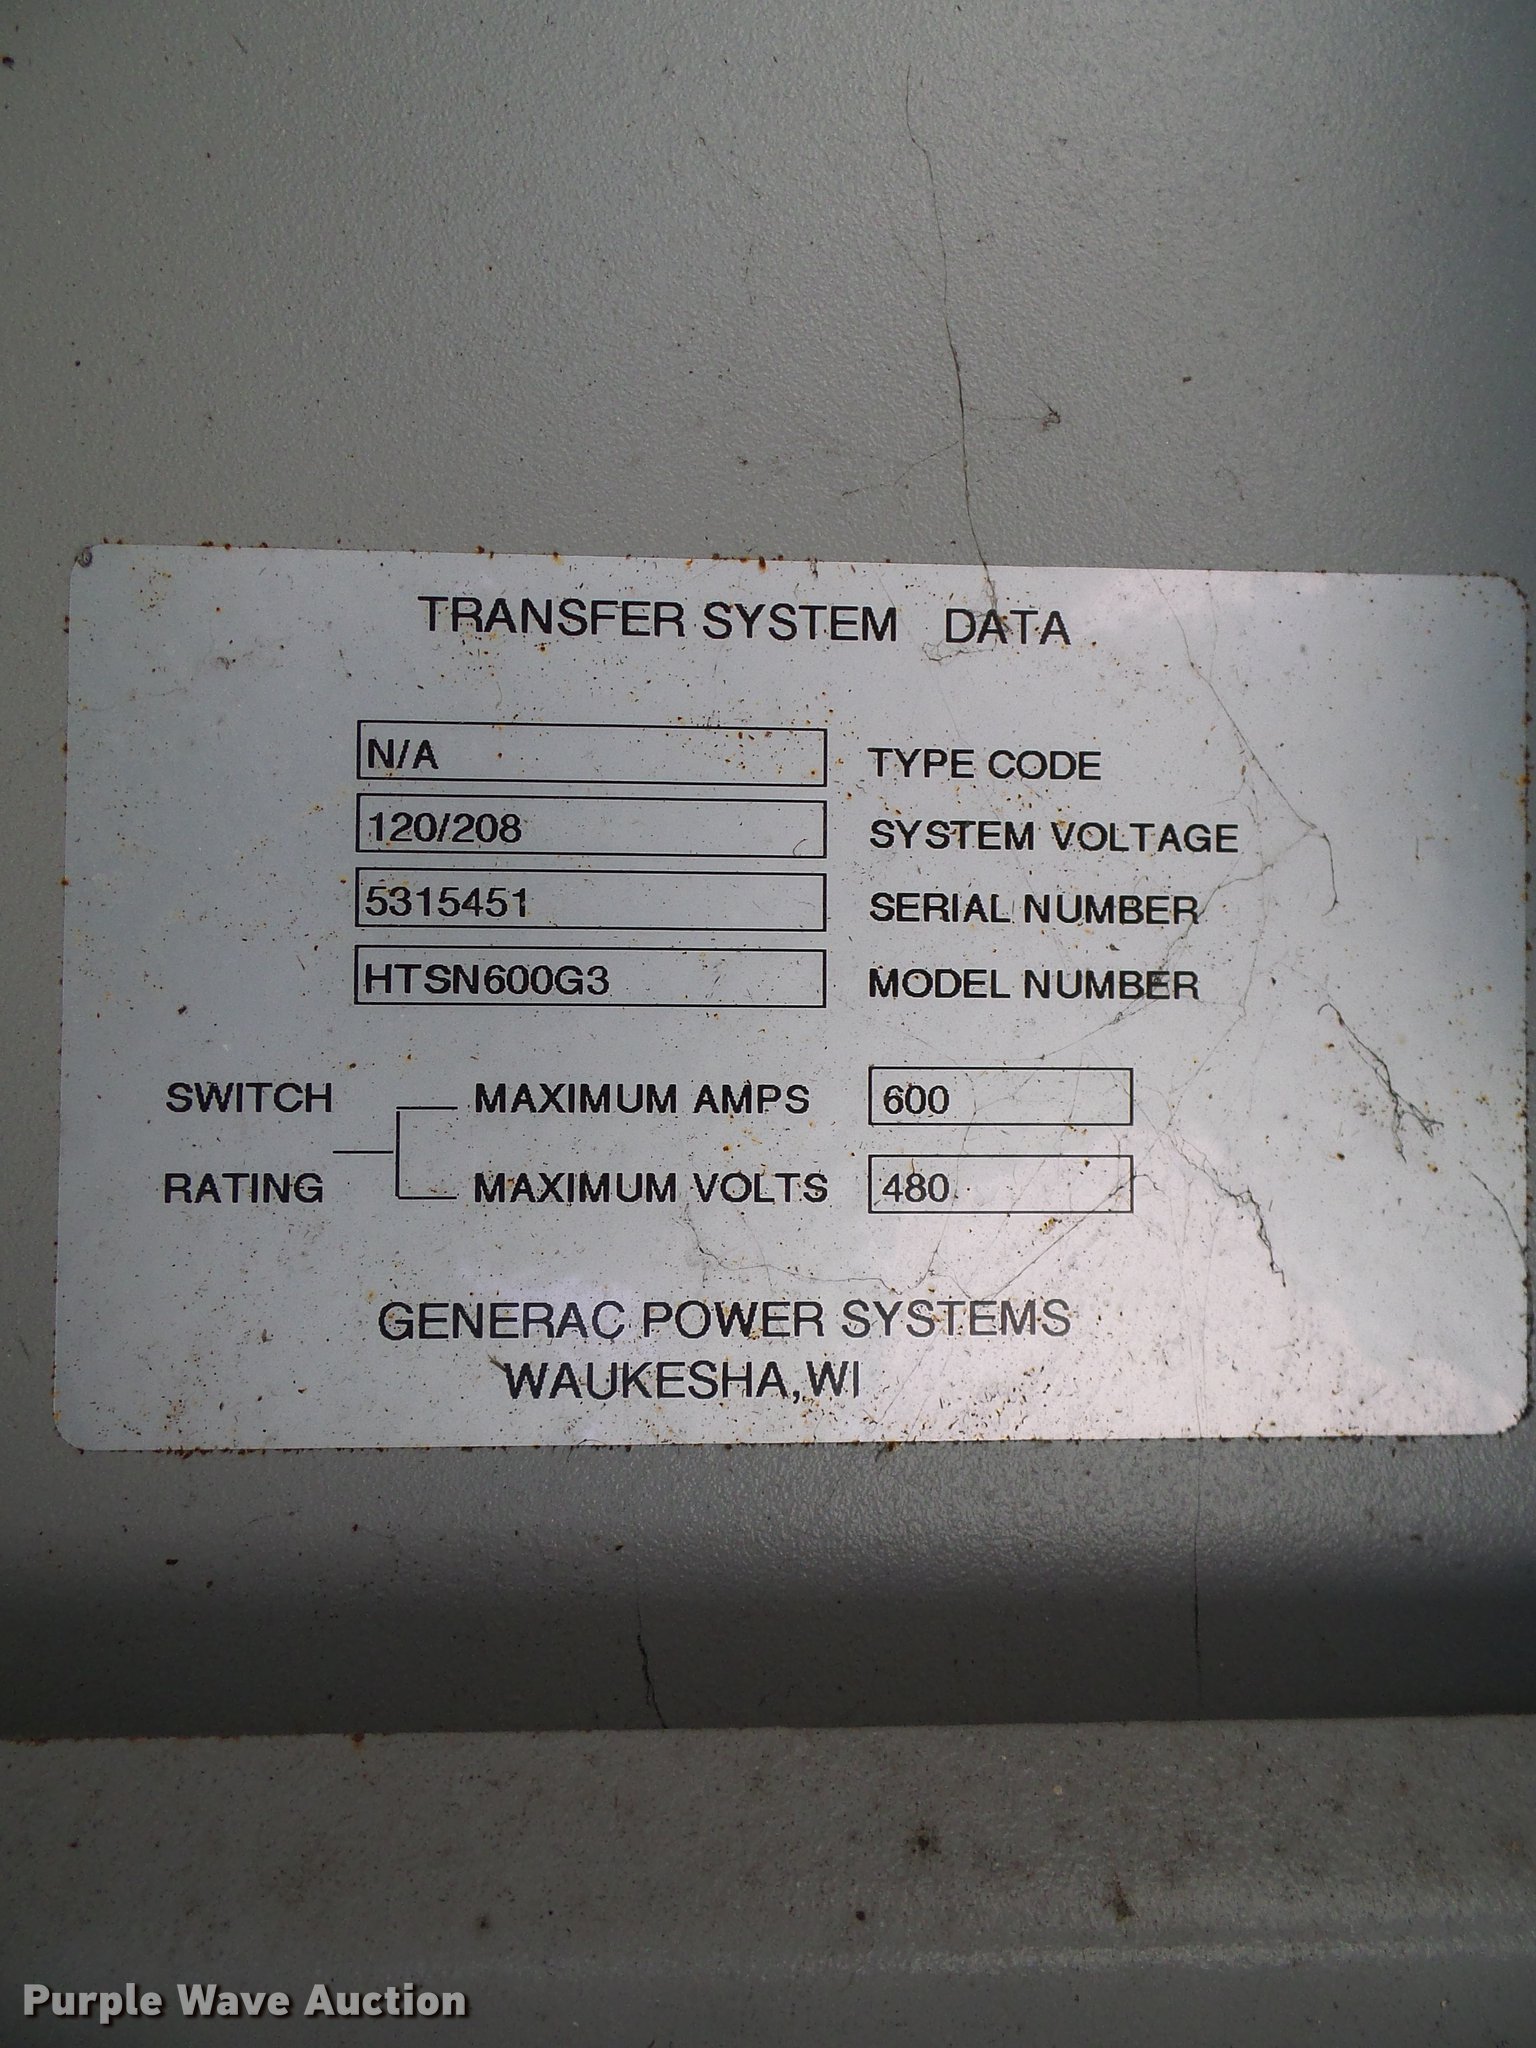 TRANSFER SYSTEM DATA
N/A TYPE CODE
120/208 SYSTEM VOLTAGE
5315451 SERIAL NUMBER
HTSN600G3 MODEL NUMBER
SWITCH MAXIMUM AMPS 600
RATING MAXIMUM VOLTS 480
GENERAC POWER SYSTEMS
WAUKESHA,WI
Purple Wave Auction